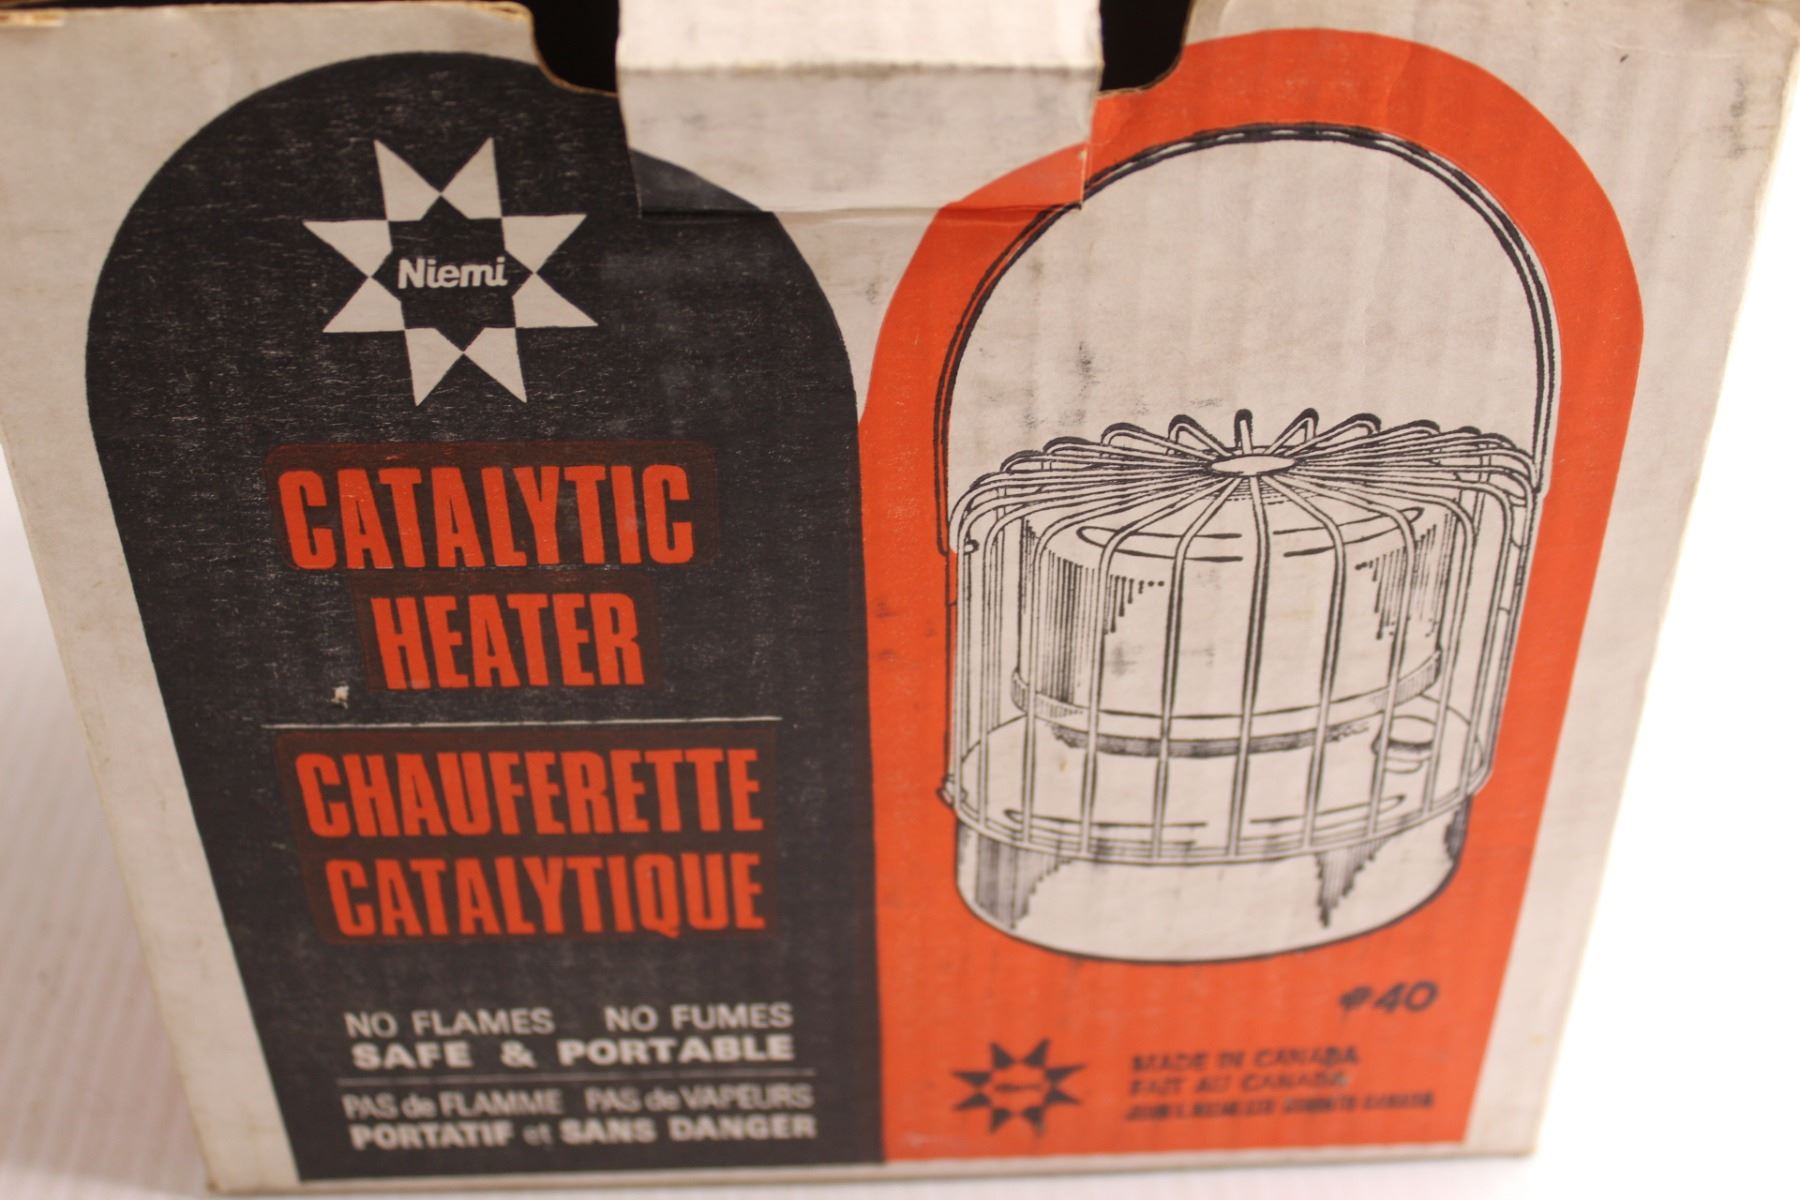 Niemi
CATALYTIC
HEATER
CHAUFERETTE
CATALYTIQUE
NO FLAMES NO FUMES
SAFE & PORTABLE
PAS de FLAMME PAS de VAPEURS
PORTATIF et SANS DANGER
40
MADE IN CANADA
FAIT AU CANADA